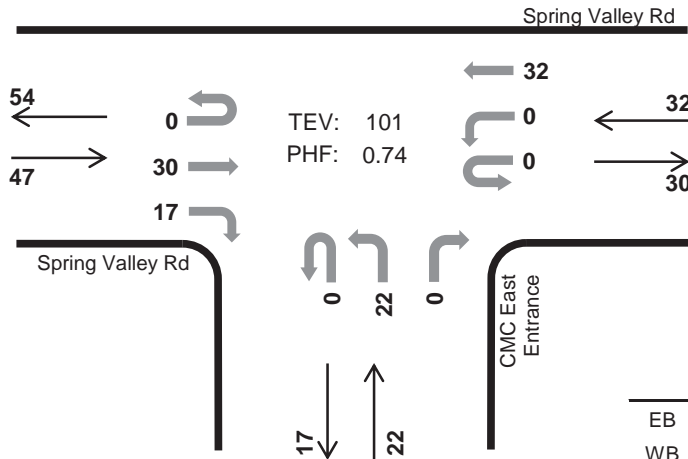 Spring Valley Rd
54
32
0
TEV: 101
0
32
PHF: 0.74
47
30
0
30
17
Spring Valley Rd
0
22
0
CMC East
Entrance
17
22
EB
WB